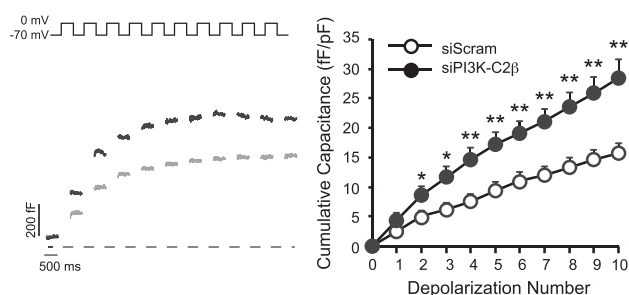 0 mV
-70 mV
200 fF
500 ms
Cumulative Capacitance (fF/pF)
35
30
25
20
15
10
5
0
siScram
siPI3K-C2β
* * ** ** ** ** ** ** **
0 1 2 3 4 5 6 7 8 9 10
Depolarization Number